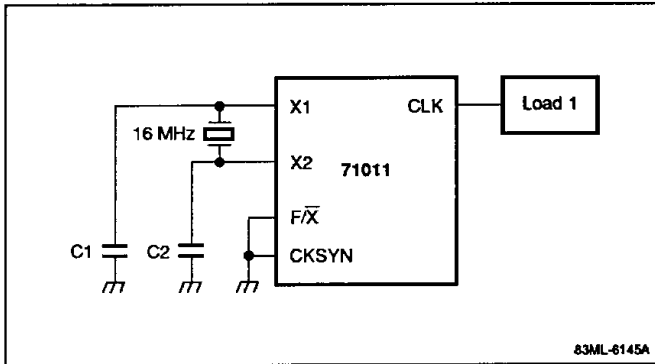 X1
CLK
Load 1
16 MHz
X2
71011
F/X̅
C1
C2
CKSYN
83ML-6145A